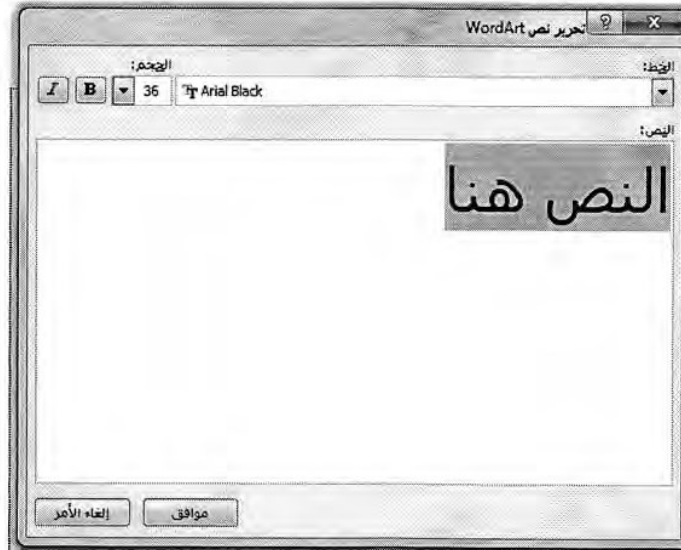 تحرير نص WordArt
الخط:
الحجم:
Arial Black
36
B
I
النص:
النص هنا
موافق
إلغاء الأمر